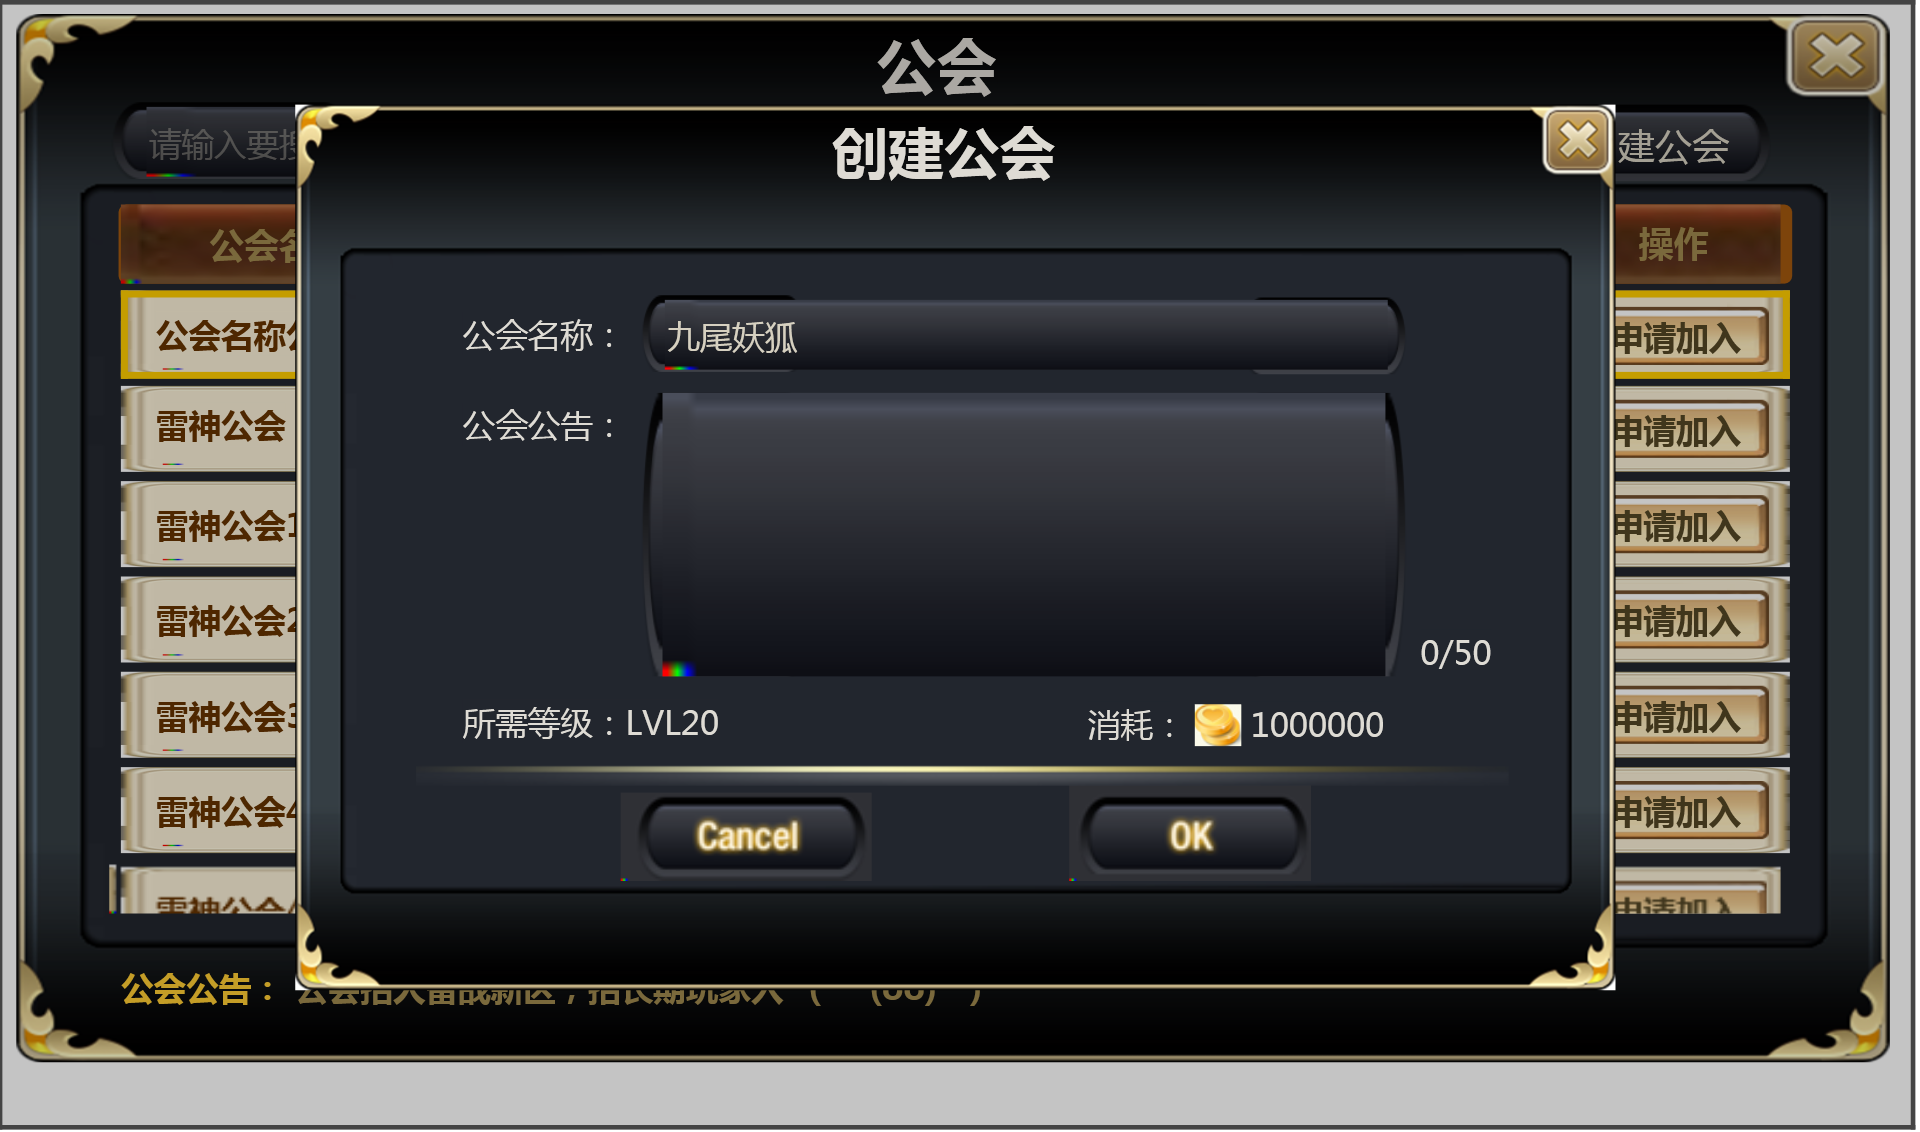 公会
请输入要
创建公会
建公会
公会
操作
公会名称
申请加入
公会名称：
九尾妖狐
雷神公会
申请加入
公会公告：
雷神公会1
申请加入
雷神公会2
申请加入
0/50
雷神公会3
申请加入
所需等级：LVL20
消耗：
1000000
雷神公会4
申请加入
Cancel
OK
雷神公会
申请加入
公会公告：